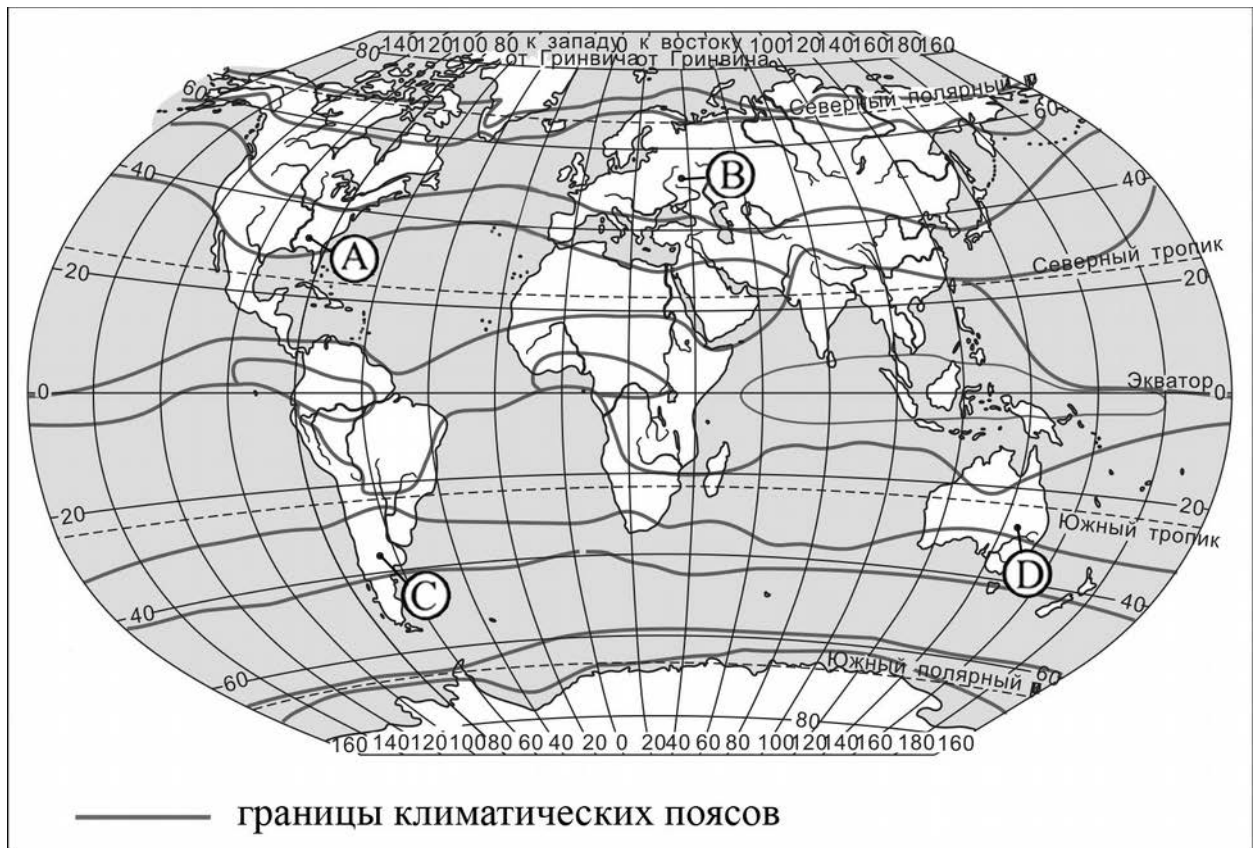 140 120 100 80 к западу 0 к востоку 100 120 140 160 180 160
80 от Гринвича от Гринвича
60 Северный полярный 60
40 B 40
A Северный тропик
20 20
0 Экватор 0
20 20
Южный тропик
40 C D 40
60 Южный полярный 60
80
160 140 120 100 80 60 40 20 0 20 40 60 80 100 120 140 160 180 160
границы климатических поясов